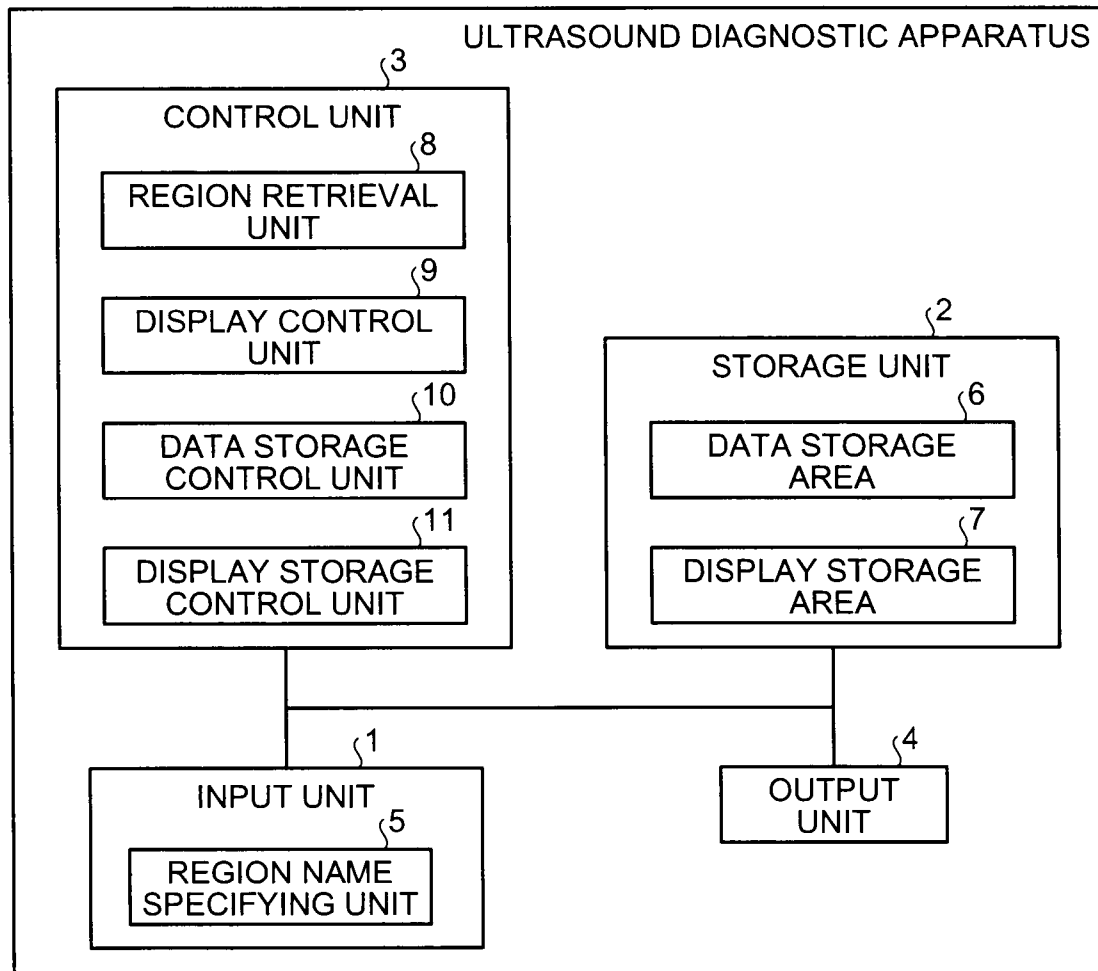 ULTRASOUND DIAGNOSTIC APPARATUS
3
CONTROL UNIT
8
REGION RETRIEVAL
UNIT
9
DISPLAY CONTROL
UNIT
10
DATA STORAGE
CONTROL UNIT
11
DISPLAY STORAGE
CONTROL UNIT
2
STORAGE UNIT
6
DATA STORAGE
AREA
7
DISPLAY STORAGE
AREA
1
INPUT UNIT
5
REGION NAME
SPECIFYING UNIT
4
OUTPUT
UNIT